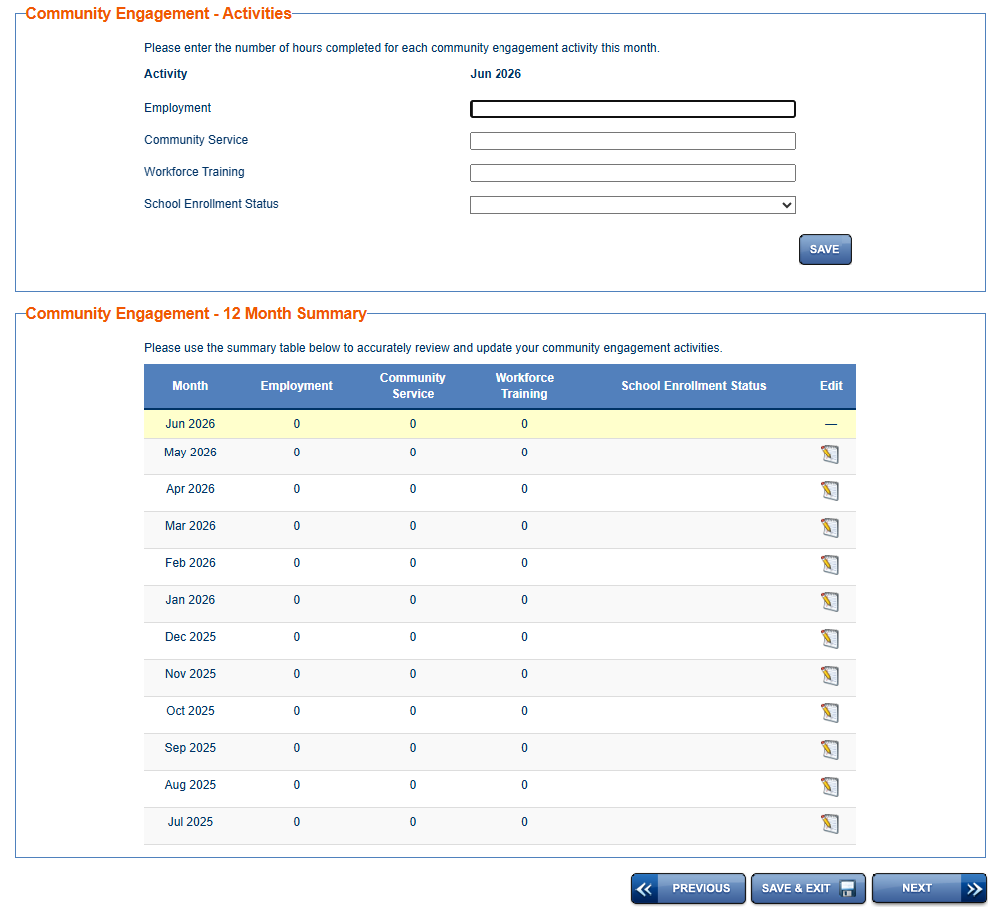 Community Engagement - Activities
Please enter the number of hours completed for each community engagement activity this month.
Activity Jun 2026
Employment
Community Service
Workforce Training
School Enrollment Status
SAVE
Community Engagement - 12 Month Summary
Please use the summary table below to accurately review and update your community engagement activities.
Month Employment Community Service Workforce Training School Enrollment Status Edit
Jun 2026 0 0 0 —
May 2026 0 0 0
Apr 2026 0 0 0
Mar 2026 0 0 0
Feb 2026 0 0 0
Jan 2026 0 0 0
Dec 2025 0 0 0
Nov 2025 0 0 0
Oct 2025 0 0 0
Sep 2025 0 0 0
Aug 2025 0 0 0
Jul 2025 0 0 0
PREVIOUS SAVE & EXIT NEXT